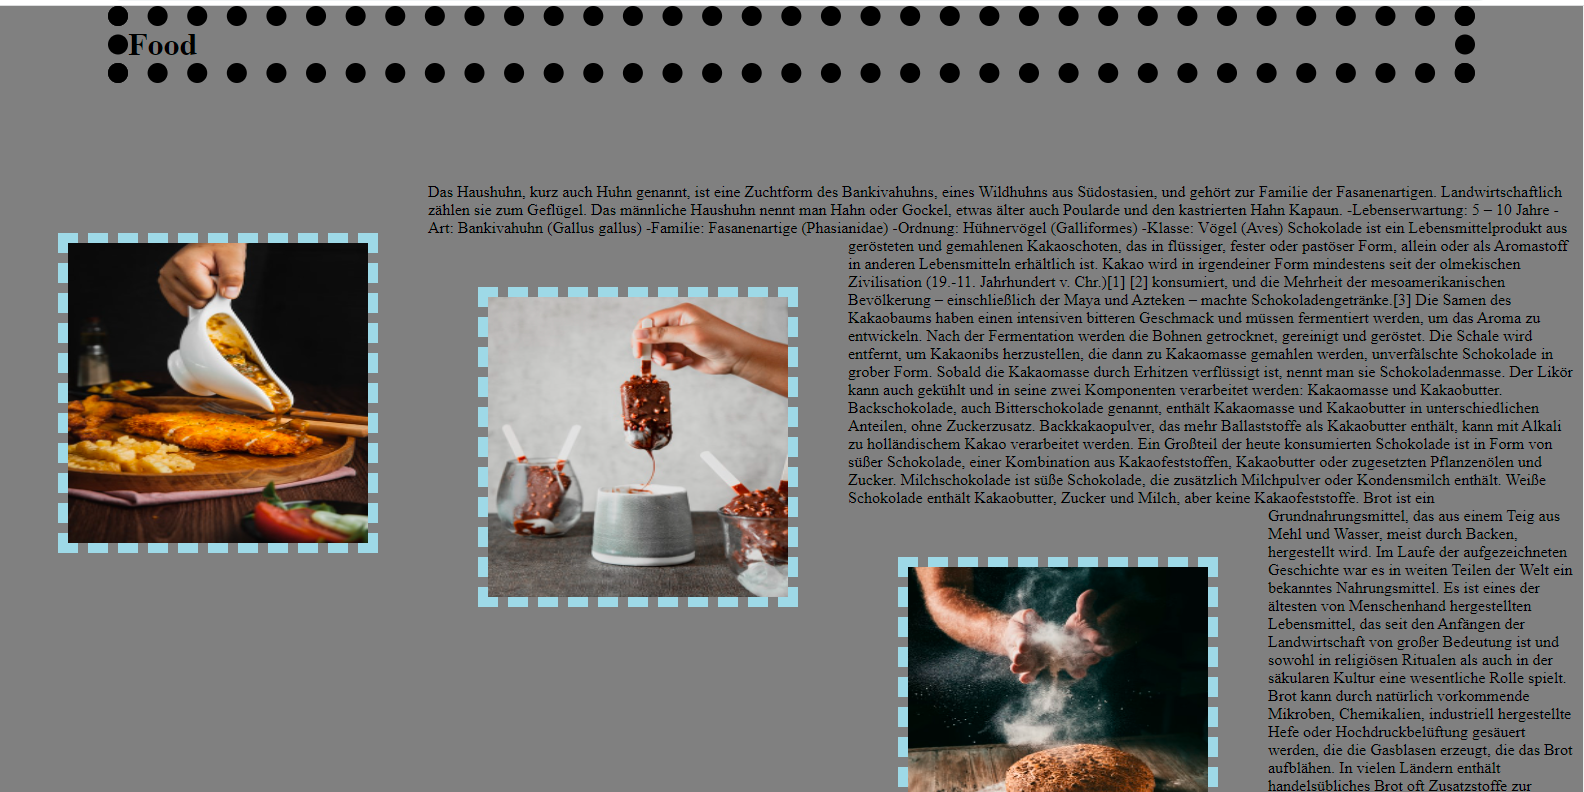 Food
Das Haushuhn, kurz auch Huhn genannt, ist eine Zuchtform des Bankivahuhns, eines Wildhuhns aus Südostasien, und gehört zur Familie der Fasanenartigen. Landwirtschaftlich
zählen sie zum Geflügel. Das männliche Haushuhn nennt man Hahn oder Gockel, etwas älter auch Poularde und den kastrierten Hahn Kapaun. -Lebenserwartung: 5 – 10 Jahre -
Art: Bankivahuhn (Gallus gallus) -Familie: Fasanenartige (Phasianidae) -Ordnung: Hühnervögel (Galliformes) -Klasse: Vögel (Aves) Schokolade ist ein Lebensmittelprodukt aus
gerösteten und gemahlenen Kakaoschoten, das in flüssiger, fester oder pastöser Form, allein oder als Aromastoff
in anderen Lebensmitteln erhältlich ist. Kakao wird in irgendeiner Form mindestens seit der olmekischen
Zivilisation (19.-11. Jahrhundert v. Chr.)[1] [2] konsumiert, und die Mehrheit der mesoamerikanischen
Bevölkerung – einschließlich der Maya und Azteken – machte Schokoladengetränke.[3] Die Samen des
Kakaobaums haben einen intensiven bitteren Geschmack und müssen fermentiert werden, um das Aroma zu
entwickeln. Nach der Fermentation werden die Bohnen getrocknet, gereinigt und geröstet. Die Schale wird
entfernt, um Kakaonibs herzustellen, die dann zu Kakaomasse gemahlen werden, unverfälschte Schokolade in
grober Form. Sobald die Kakaomasse durch Erhitzen verflüssigt ist, nennt man sie Schokoladenmasse. Der Likör
kann auch gekühlt und in seine zwei Komponenten verarbeitet werden: Kakaomasse und Kakaobutter.
Backschokolade, auch Bitterschokolade genannt, enthält Kakaomasse und Kakaobutter in unterschiedlichen
Anteilen, ohne Zuckerzusatz. Backkakaopulver, das mehr Ballaststoffe als Kakaobutter enthält, kann mit Alkali
zu holländischem Kakao verarbeitet werden. Ein Großteil der heute konsumierten Schokolade ist in Form von
süßer Schokolade, einer Kombination aus Kakaofeststoffen, Kakaobutter oder zugesetzten Pflanzenölen und
Zucker. Milchschokolade ist süße Schokolade, die zusätzlich Milchpulver oder Kondensmilch enthält. Weiße
Schokolade enthält Kakaobutter, Zucker und Milch, aber keine Kakaofeststoffe. Brot ist ein
Grundnahrungsmittel, das aus einem Teig aus
Mehl und Wasser, meist durch Backen,
hergestellt wird. Im Laufe der aufgezeichneten
Geschichte war es in weiten Teilen der Welt ein
bekanntes Nahrungsmittel. Es ist eines der
ältesten von Menschenhand hergestellten
Lebensmittel, das seit den Anfängen der
Landwirtschaft von großer Bedeutung ist und
sowohl in religiösen Ritualen als auch in der
säkularen Kultur eine wesentliche Rolle spielt.
Brot kann durch natürlich vorkommende
Mikroben, Chemikalien, industriell hergestellte
Hefe oder Hochdruckbelüftung gesäuert
werden, die die Gasblasen erzeugt, die das Brot
aufblähen. In vielen Ländern enthält
handelsübliches Brot oft Zusatzstoffe zur